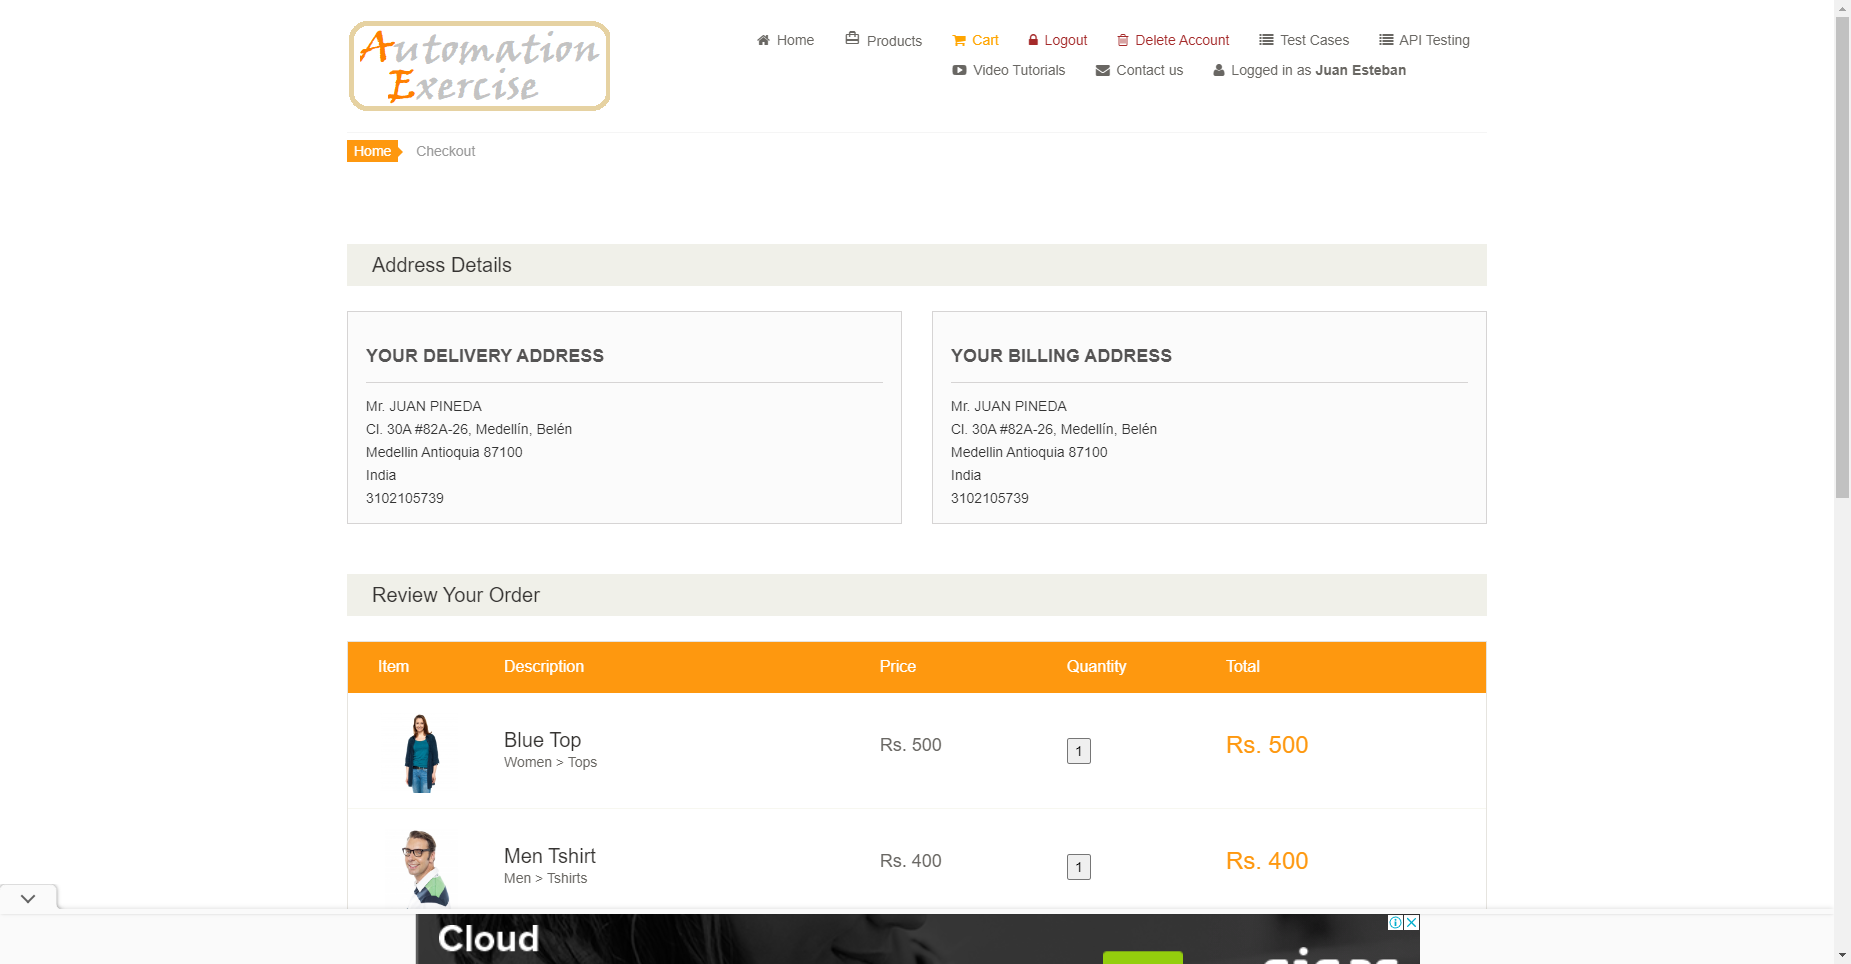 Automation
Exercise
Home
Products
Cart
Logout
Delete Account
Test Cases
API Testing
Video Tutorials
Contact us
Logged in as Juan Esteban
Home
Checkout
Address Details
YOUR DELIVERY ADDRESS
Mr. JUAN PINEDA
Cl. 30A #82A-26, Medellín, Belén
Medellin Antioquia 87100
India
3102105739
YOUR BILLING ADDRESS
Mr. JUAN PINEDA
Cl. 30A #82A-26, Medellín, Belén
Medellin Antioquia 87100
India
3102105739
Review Your Order
Item Description Price Quantity Total
Blue Top
Women > Tops
Rs. 500
1
Rs. 500
Men Tshirt
Men > Tshirts
Rs. 400
1
Rs. 400
Cloud